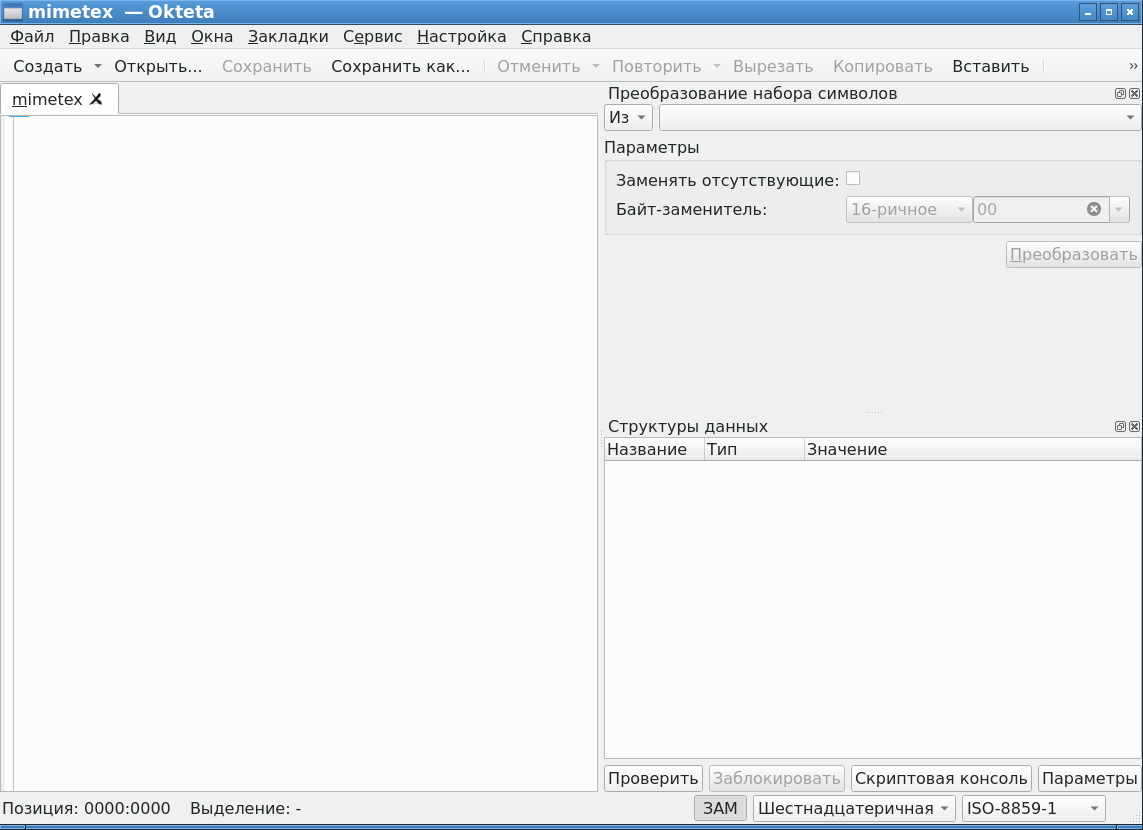 mimetex — Okteta
Файл Правка Вид Окна Закладки Сервис Настройка Справка
Создать Открыть... Сохранить Сохранить как... Отменить Повторить Вырезать Копировать Вставить »
mimetex
Преобразование набора символов
Из
Параметры
Заменять отсутствующие:
Байт-заменитель: 16-ричное 00
Преобразовать
Структуры данных
Название Тип Значение
Проверить Заблокировать Скриптовая консоль Параметры
Позиция: 0000:0000 Выделение: - ЗАМ Шестнадцатеричная ISO-8859-1